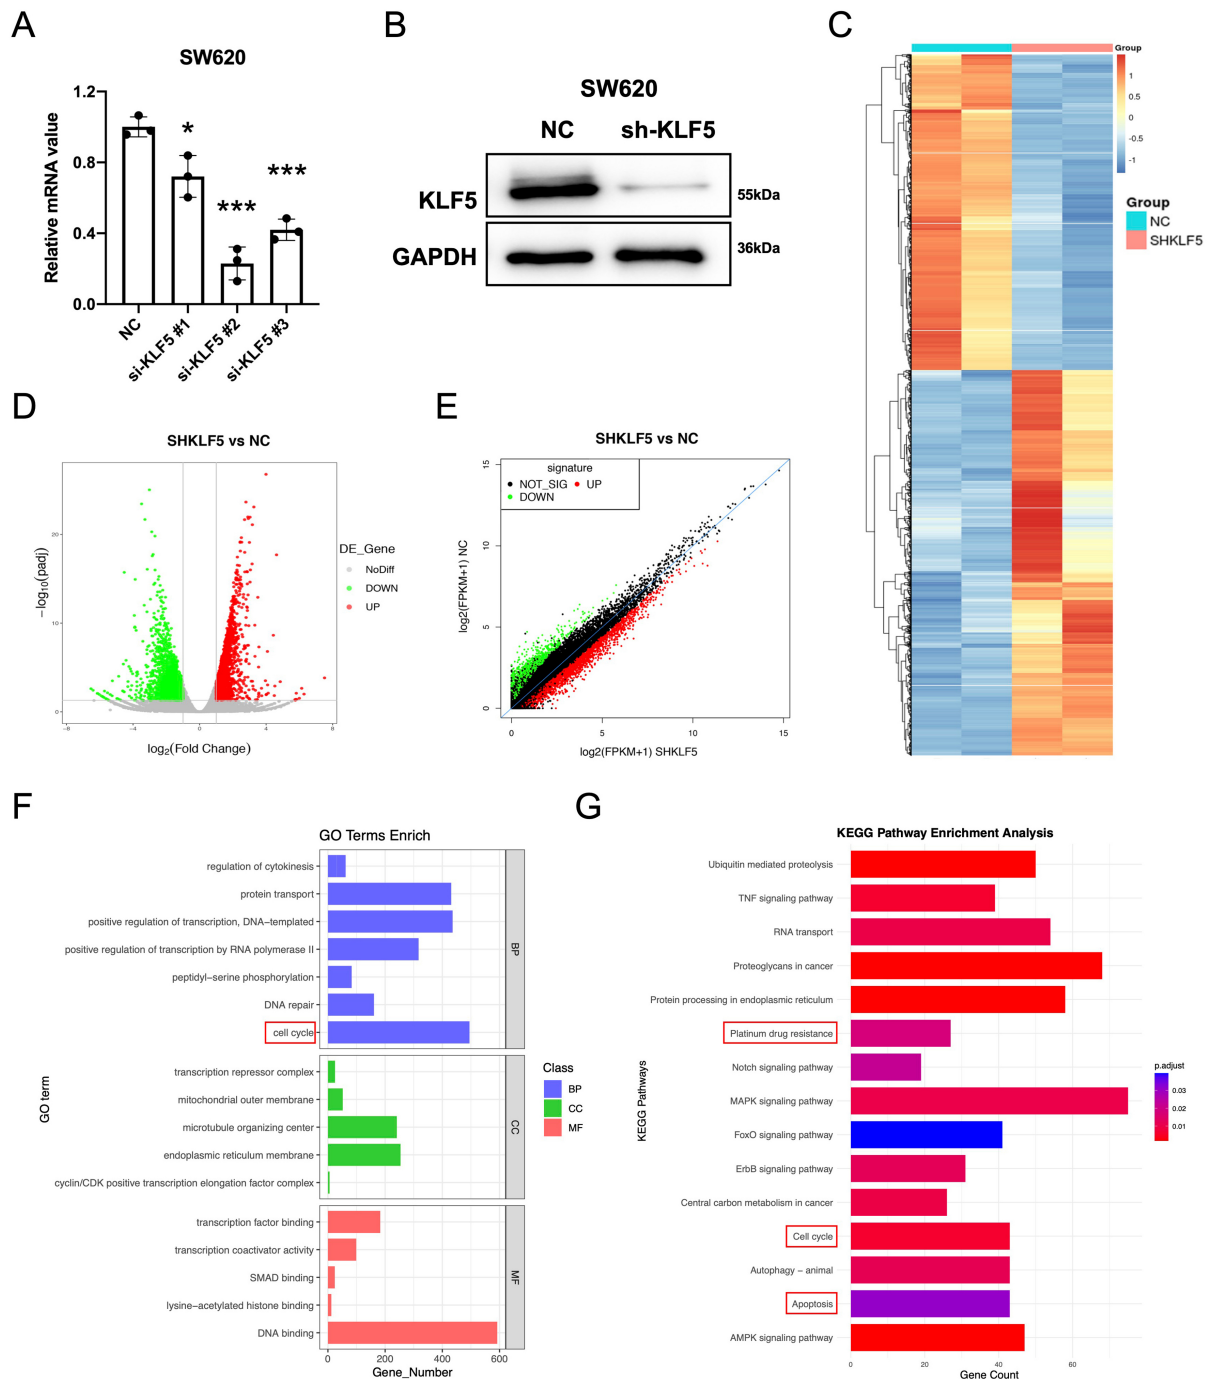 A
SW620
Relative mRNA value
1.2
0.8
0.4
0.0
*
***
***
NC
si-KLF5 #1
si-KLF5 #2
si-KLF5 #3
B
SW620
NC sh-KLF5
KLF5
55kDa
GAPDH
36kDa
C
Group
1
0.5
0
-0.5
-1
Group
NC
SHKLF5
D
SHKLF5 vs NC
−log10(padj)
20
10
0
−8 −4 0 4 8
log2(Fold Change)
DE_Gene
NoDiff
DOWN
UP
E
SHKLF5 vs NC
signature
NOT_SIG UP
DOWN
log2(FPKM+1) NC
15
10
5
0
0 5 10 15
log2(FPKM+1) SHKLF5
F
GO Terms Enrich
GO term
regulation of cytokinesis
protein transport
positive regulation of transcription, DNA−templated
positive regulation of transcription by RNA polymerase II
peptidyl−serine phosphorylation
DNA repair
cell cycle
BP
transcription repressor complex
mitochondrial outer membrane
microtubule organizing center
endoplasmic reticulum membrane
cyclin/CDK positive transcription elongation factor complex
CC
transcription factor binding
transcription coactivator activity
SMAD binding
lysine−acetylated histone binding
DNA binding
MF
0 200 400 600
Gene_Number
Class
BP
CC
MF
G
KEGG Pathway Enrichment Analysis
KEGG Pathways
Ubiquitin mediated proteolysis
TNF signaling pathway
RNA transport
Proteoglycans in cancer
Protein processing in endoplasmic reticulum
Platinum drug resistance
Notch signaling pathway
MAPK signaling pathway
FoxO signaling pathway
ErbB signaling pathway
Central carbon metabolism in cancer
Cell cycle
Autophagy − animal
Apoptosis
AMPK signaling pathway
0 20 40 60
Gene Count
p.adjust
0.03
0.02
0.01